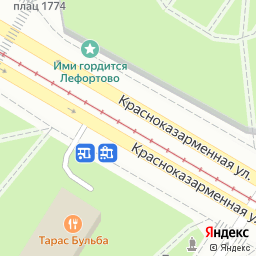 плац 1774
Ими гордится
Лефортово
Красноказарменная ул.
Красноказарменная ул
Тарас Бульба
Яндекс